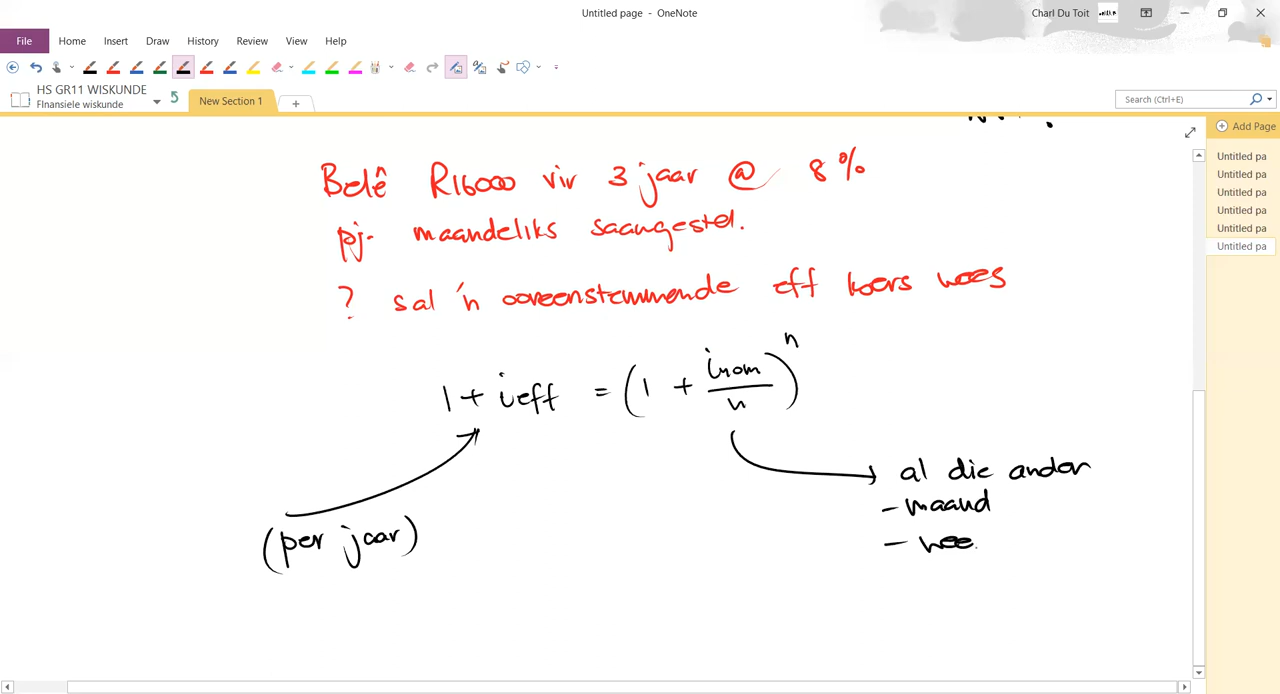 Untitled page - OneNote
Charl Du Toit
File Home Insert Draw History Review View Help
HS GR11 WISKUNDE
FInansiele wiskunde
New Section 1
+
Search (Ctrl+E)
Add Page
Untitled pa
Untitled pa
Untitled pa
Untitled pa
Untitled pa
Untitled pa
Belê R16000 vir 3 jaar @ 8%
pj. maandeliks saamgestel.
? sal 'n ooreenstemmende eff koers wees
1 + ieff = (1 + inom/n)^n
(per jaar)
al die ander
- maand
- wee